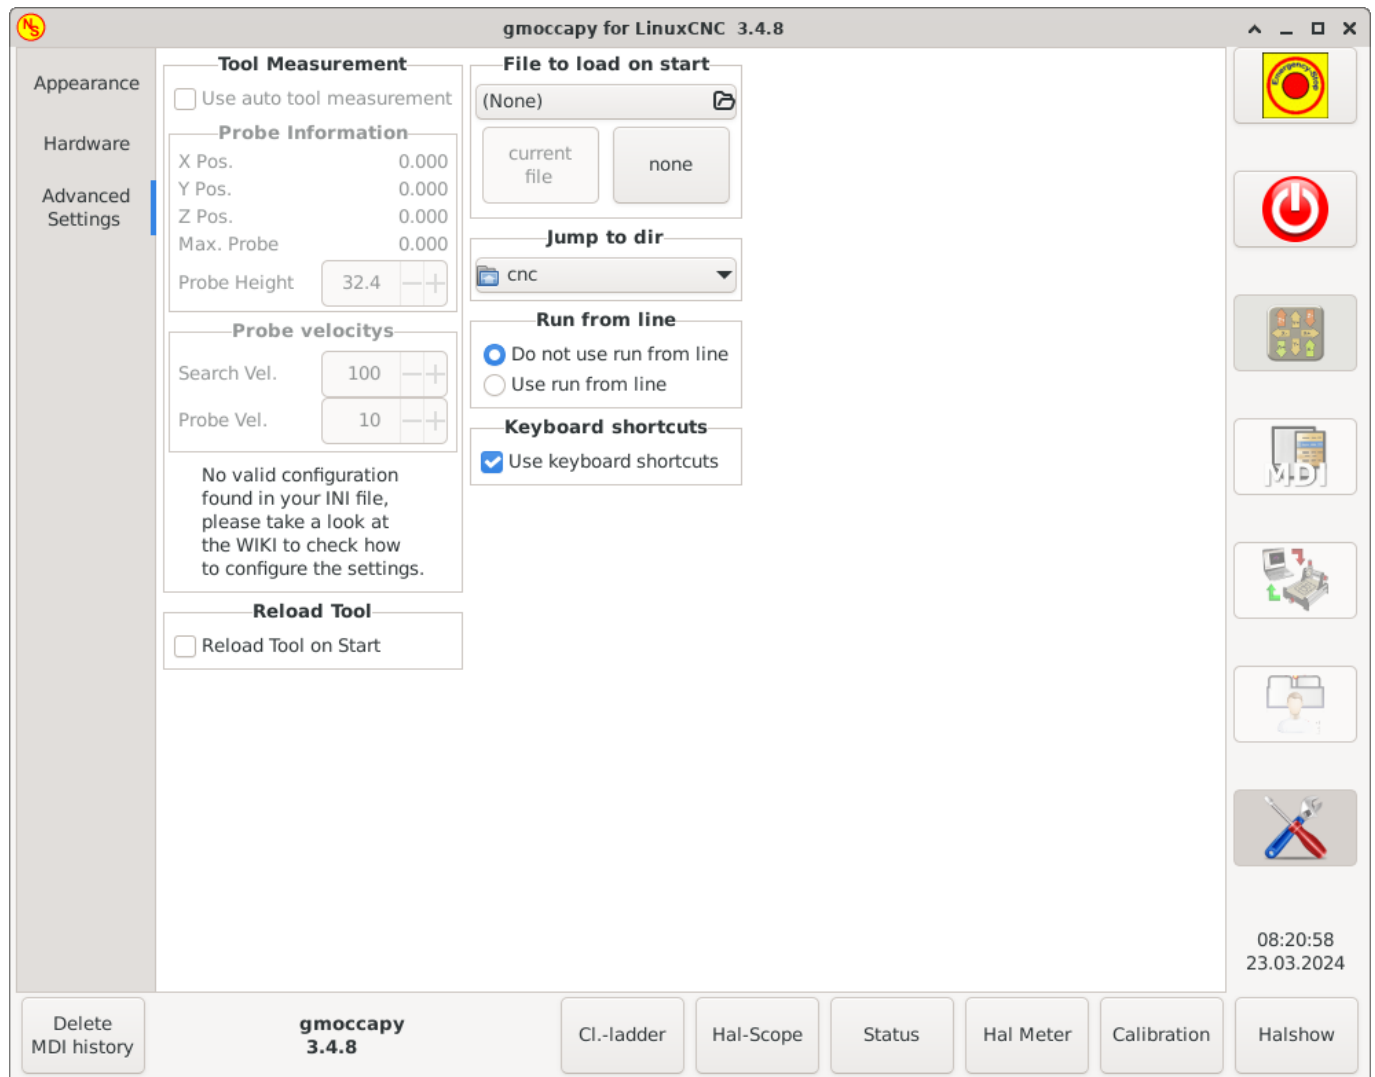 NS
gmoccapy for LinuxCNC 3.4.8
Appearance
Hardware
Advanced
Settings
Tool Measurement
Use auto tool measurement
Probe Information
X Pos. 0.000
Y Pos. 0.000
Z Pos. 0.000
Max. Probe 0.000
Probe Height 32.4
Probe velocitys
Search Vel. 100
Probe Vel. 10
No valid configuration
found in your INI file,
please take a look at
the WIKI to check how
to configure the settings.
Reload Tool
Reload Tool on Start
File to load on start
(None)
current
file
none
Jump to dir
cnc
Run from line
Do not use run from line
Use run from line
Keyboard shortcuts
Use keyboard shortcuts
Emergency-Stop
MDI
08:20:58
23.03.2024
Delete
MDI history
gmoccapy
3.4.8
Cl.-ladder
Hal-Scope
Status
Hal Meter
Calibration
Halshow